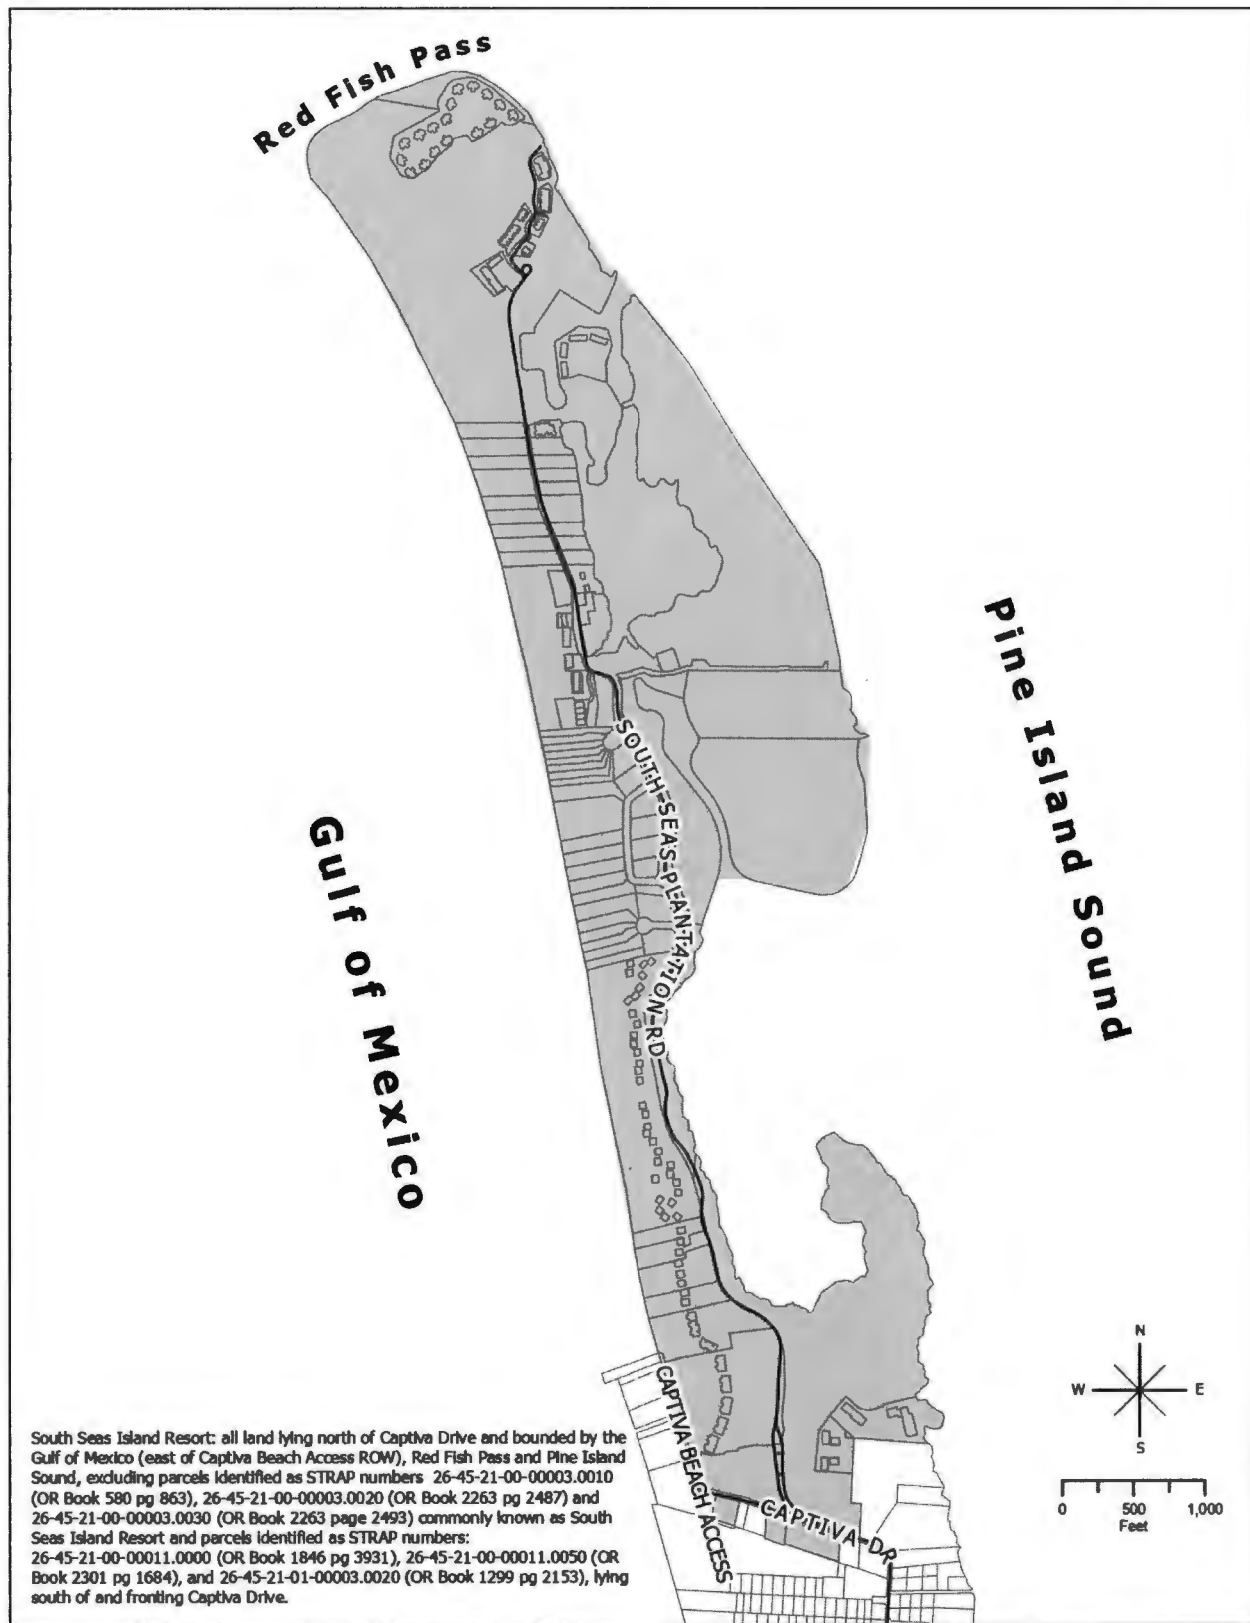 Red Fish Pass
Pine Island Sound
SOUTH-SEAS-PLANTATION-RD
Gulf of Mexico
N
W E
S
CAPTIVA BEACH ACCESS
CAPTIVA-DR
0 500 1,000
Feet
South Seas Island Resort: all land lying north of Captiva Drive and bounded by the
Gulf of Mexico (east of Captiva Beach Access ROW), Red Fish Pass and Pine Island
Sound, excluding parcels identified as STRAP numbers 26-45-21-00-00003.0010
(OR Book 580 pg 863), 26-45-21-00-00003.0020 (OR Book 2263 pg 2487) and
26-45-21-00-00003.0030 (OR Book 2263 page 2493) commonly known as South
Seas Island Resort and parcels identified as STRAP numbers:
26-45-21-00-00011.0000 (OR Book 1846 pg 3931), 26-45-21-00-00011.0050 (OR
Book 2301 pg 1684), and 26-45-21-01-00003.0020 (OR Book 1299 pg 2153), lying
south of and fronting Captiva Drive.